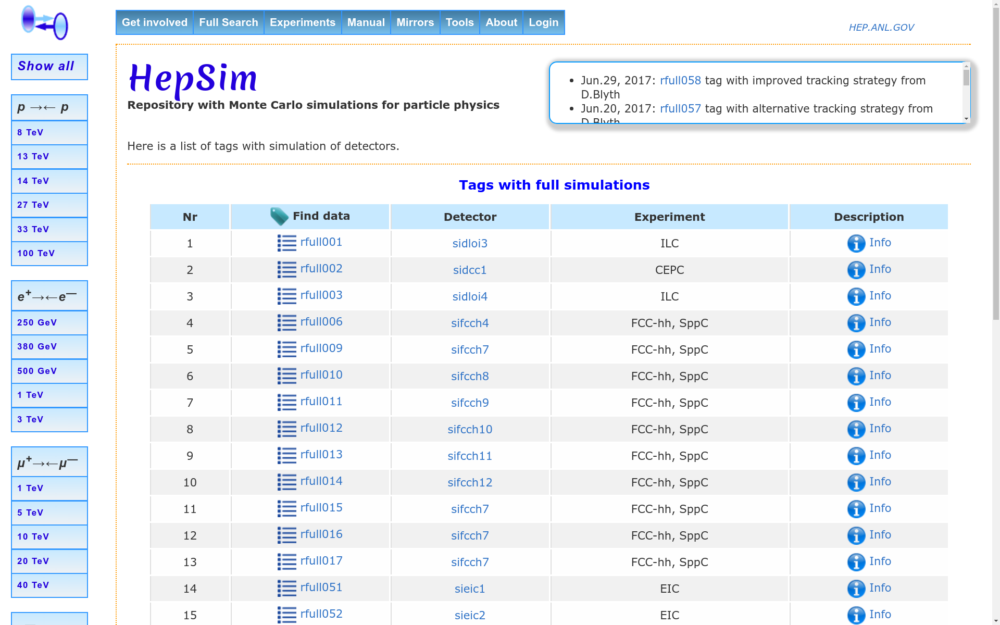 Get involved Full Search Experiments Manual Mirrors Tools About Login
HEP.ANL.GOV
Show all
p →← p
8 TeV
13 TeV
14 TeV
27 TeV
33 TeV
100 TeV
e⁺→←e⁻
250 GeV
380 GeV
500 GeV
1 TeV
3 TeV
μ⁺→←μ⁻
1 TeV
5 TeV
10 TeV
20 TeV
40 TeV
HepSim
Repository with Monte Carlo simulations for particle physics
• Jun.29, 2017: rfull058 tag with improved tracking strategy from
D.Blyth
• Jun.20, 2017: rfull057 tag with alternative tracking strategy from
D.Blyth
Here is a list of tags with simulation of detectors.
Tags with full simulations
Nr Find data Detector Experiment Description
1 rfull001 sidloi3 ILC Info
2 rfull002 sidcc1 CEPC Info
3 rfull003 sidloi4 ILC Info
4 rfull006 sifcch4 FCC-hh, SppC Info
5 rfull009 sifcch7 FCC-hh, SppC Info
6 rfull010 sifcch8 FCC-hh, SppC Info
7 rfull011 sifcch9 FCC-hh, SppC Info
8 rfull012 sifcch10 FCC-hh, SppC Info
9 rfull013 sifcch11 FCC-hh, SppC Info
10 rfull014 sifcch12 FCC-hh, SppC Info
11 rfull015 sifcch7 FCC-hh, SppC Info
12 rfull016 sifcch7 FCC-hh, SppC Info
13 rfull017 sifcch7 FCC-hh, SppC Info
14 rfull051 sieic1 EIC Info
15 rfull052 sieic2 EIC Info